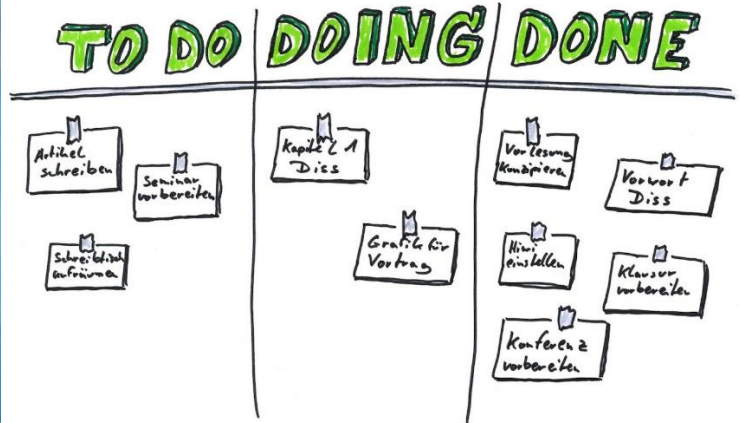 TO DO
DOING
DONE
Artikel
schreiben
Seminar
vorbereiten
Schreibtisch
aufräumen
Kapitel 1
Diss
Grafik für
Vortrag
Vorlesung
konzipieren
Vorwort
Diss
Hiwi
einstellen
Klausur
vorbereiten
Konferenz
vorbereiten